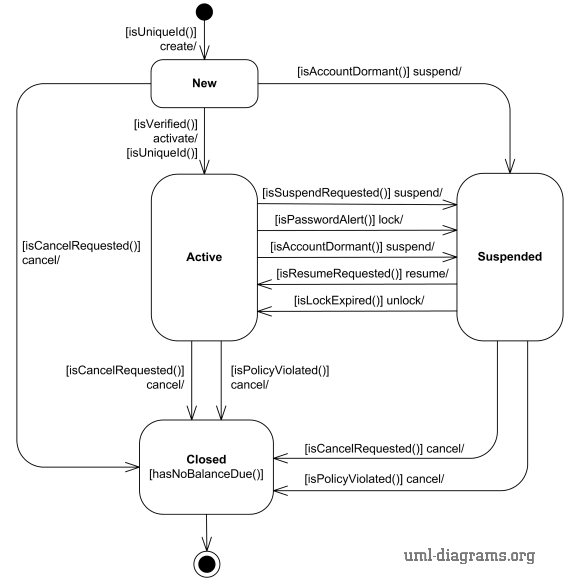 [isUniqueId()]
create/
New
[isAccountDormant()] suspend/
[isVerified()]
activate/
[isUniqueId()]
[isSuspendRequested()] suspend/
[isPasswordAlert()] lock/
[isCancelRequested()]
cancel/
[isAccountDormant()] suspend/
Active
Suspended
[isResumeRequested()] resume/
[isLockExpired()] unlock/
[isCancelRequested()]
cancel/
[isPolicyViolated()]
cancel/
Closed
[hasNoBalanceDue()]
[isCancelRequested()] cancel/
[isPolicyViolated()] cancel/
uml-diagrams.org